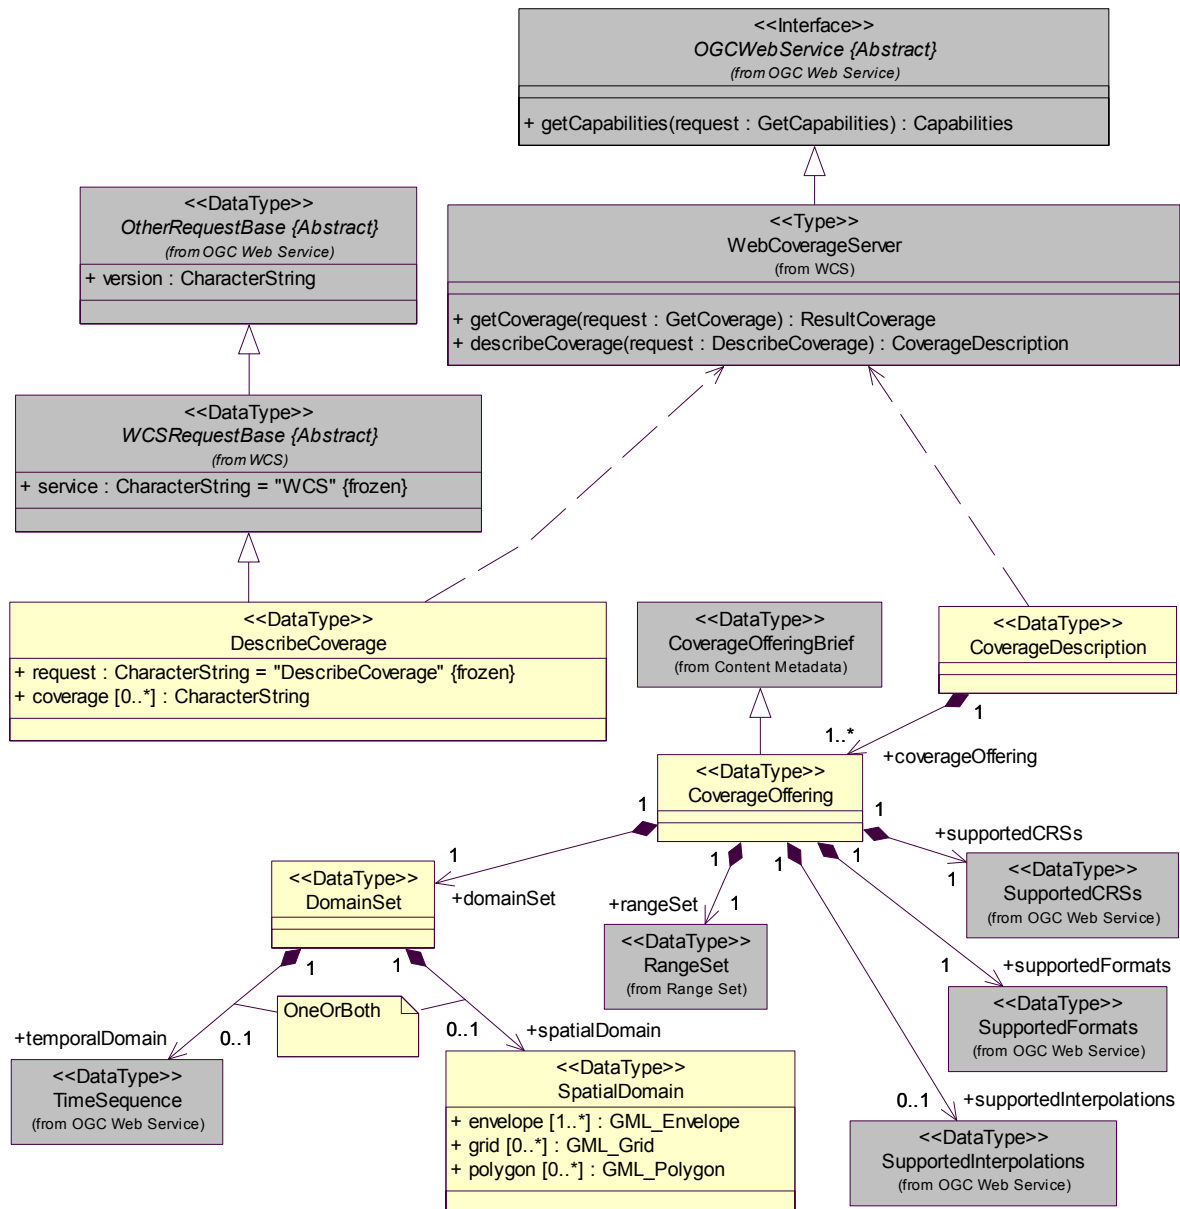 <<Interface>>
OGCWebService {Abstract}
(from OGC Web Service)
+ getCapabilities(request : GetCapabilities) : Capabilities
<<DataType>>
OtherRequestBase {Abstract}
(from OGC Web Service)
+ version : CharacterString
<<Type>>
WebCoverageServer
(from WCS)
+ getCoverage(request : GetCoverage) : ResultCoverage
+ describeCoverage(request : DescribeCoverage) : CoverageDescription
<<DataType>>
WCSRequestBase {Abstract}
(from WCS)
+ service : CharacterString = "WCS" {frozen}
<<DataType>>
DescribeCoverage
+ request : CharacterString = "DescribeCoverage" {frozen}
+ coverage [0..*] : CharacterString
<<DataType>>
CoverageOfferingBrief
(from Content Metadata)
<<DataType>>
CoverageDescription
1
1..*
+coverageOffering
<<DataType>>
CoverageOffering
1
1
1
1
1
1
+domainSet
<<DataType>>
DomainSet
1
1
+rangeSet
1
<<DataType>>
RangeSet
(from Range Set)
+supportedCRSs
1
<<DataType>>
SupportedCRSs
(from OGC Web Service)
1
+supportedFormats
<<DataType>>
SupportedFormats
(from OGC Web Service)
0..1
+supportedInterpolations
<<DataType>>
SupportedInterpolations
(from OGC Web Service)
OneOrBoth
+temporalDomain
0..1
<<DataType>>
TimeSequence
(from OGC Web Service)
0..1
+spatialDomain
<<DataType>>
SpatialDomain
+ envelope [1..*] : GML_Envelope
+ grid [0..*] : GML_Grid
+ polygon [0..*] : GML_Polygon